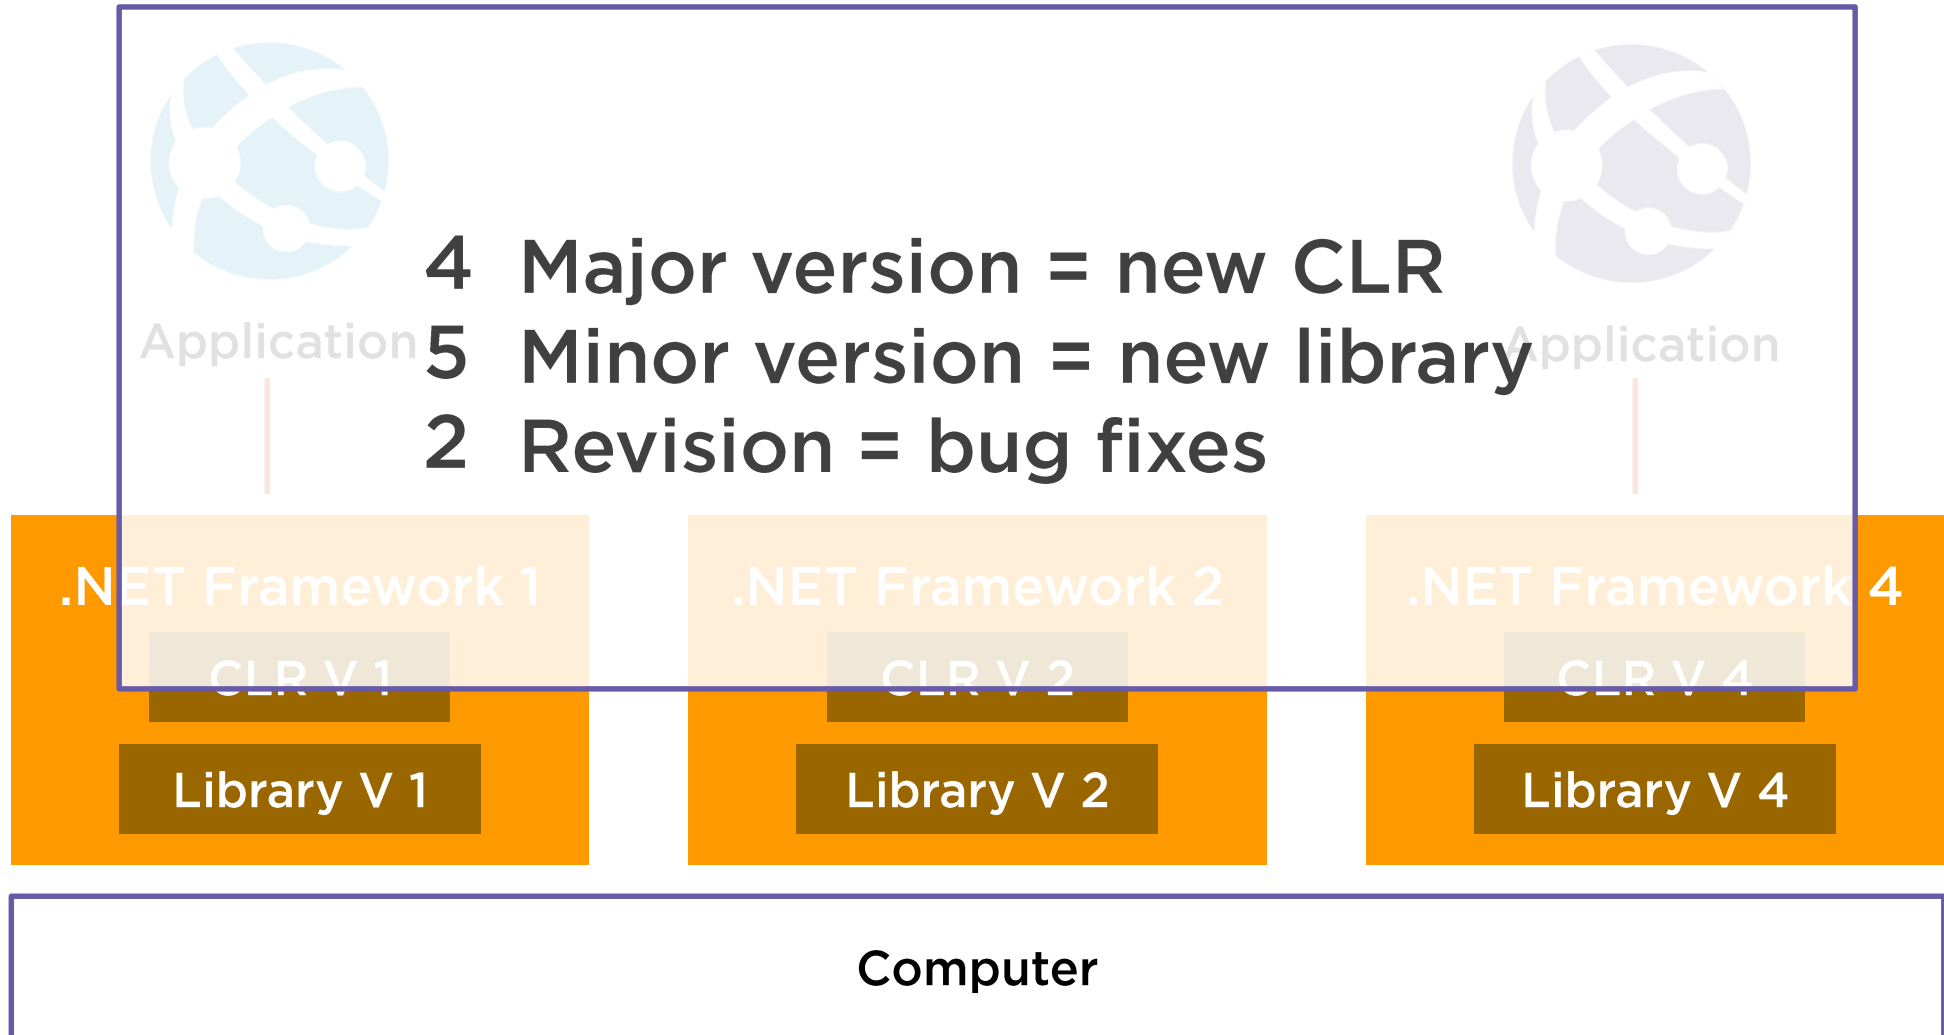 4 Major version = new CLR
Application 5 Minor version = new library Application
2 Revision = bug fixes
.NET Framework 1 .NET Framework 2 .NET Framework 4
CLR V 1 CLR V 2 CLR V 4
Library V 1 Library V 2 Library V 4
Computer